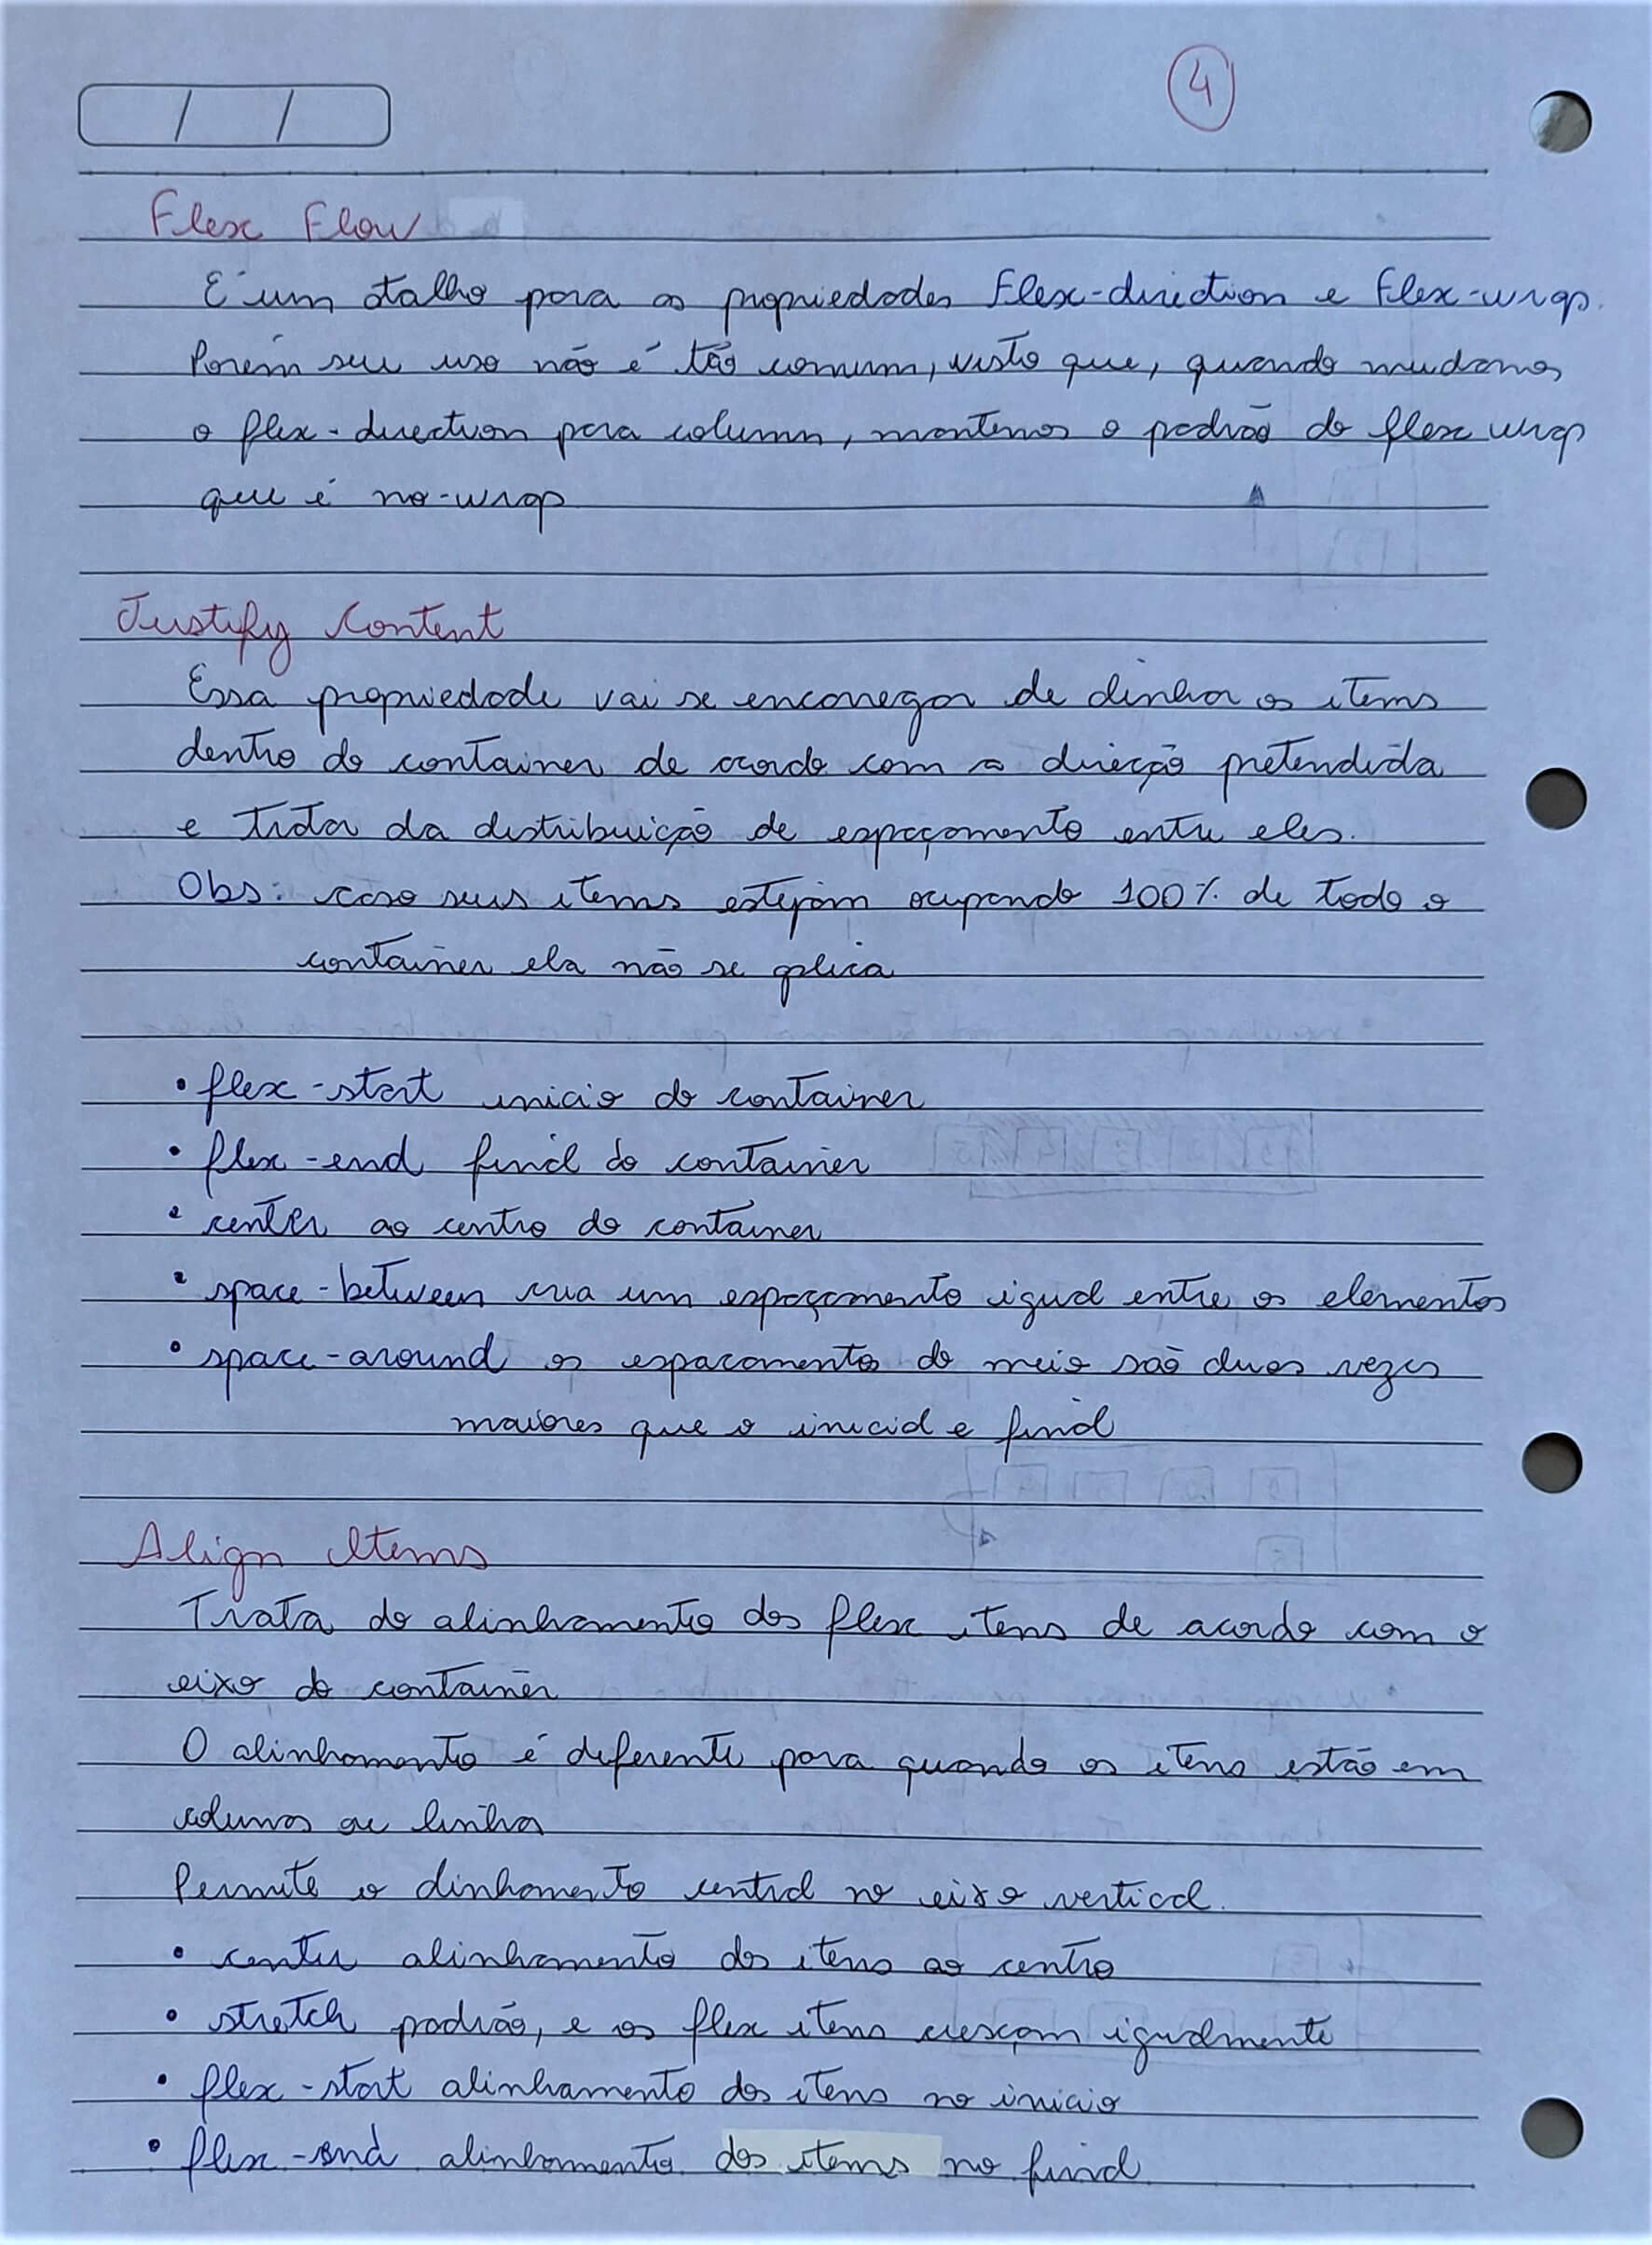 4
/ /
Flex Flow
É um atalho para as propriedades Flex-direction e Flex-wrap.
Porém seu uso não é tão comum, visto que, quando mudamos
o flex-direction para column, mantemos o padrão do flex wrap
que é no-wrap
Justify Content
Essa propriedade vai se encarregar de alinhar os items
dentro do container de acordo com a direção pretendida
e tratar da distribuição de espaçamento entre eles.
Obs: caso seus items estejam ocupando 100% de todo o
container ela não se aplica
• flex-start inicio do container
• flex-end final do container
• center ao centro do container
• space-between cria um espaçamento igual entre os elementos
• space-around os espacamentos do meio são duas vezes
maiores que o inicial e final
Align Items
Trata do alinhamento dos flex itens de acordo com o
eixo do container
O alinhamento é diferente para quando os itens estão em
colunas ou linha
Permite o alinhamento central no eixo vertical.
• center alinhamento dos itens ao centro
• stretch padrão, e os flex itens cresçam igualmente
• flex-start alinhamento dos itens no inicio
• flex-end alinhamento dos items no final